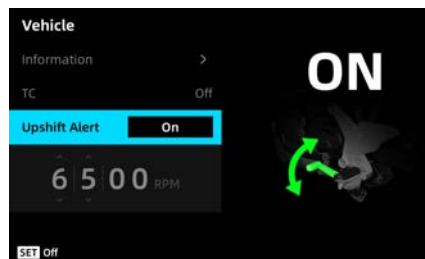 Vehicle
Information >
TC Off
Upshift Alert On
6500 RPM
SET Off
ON